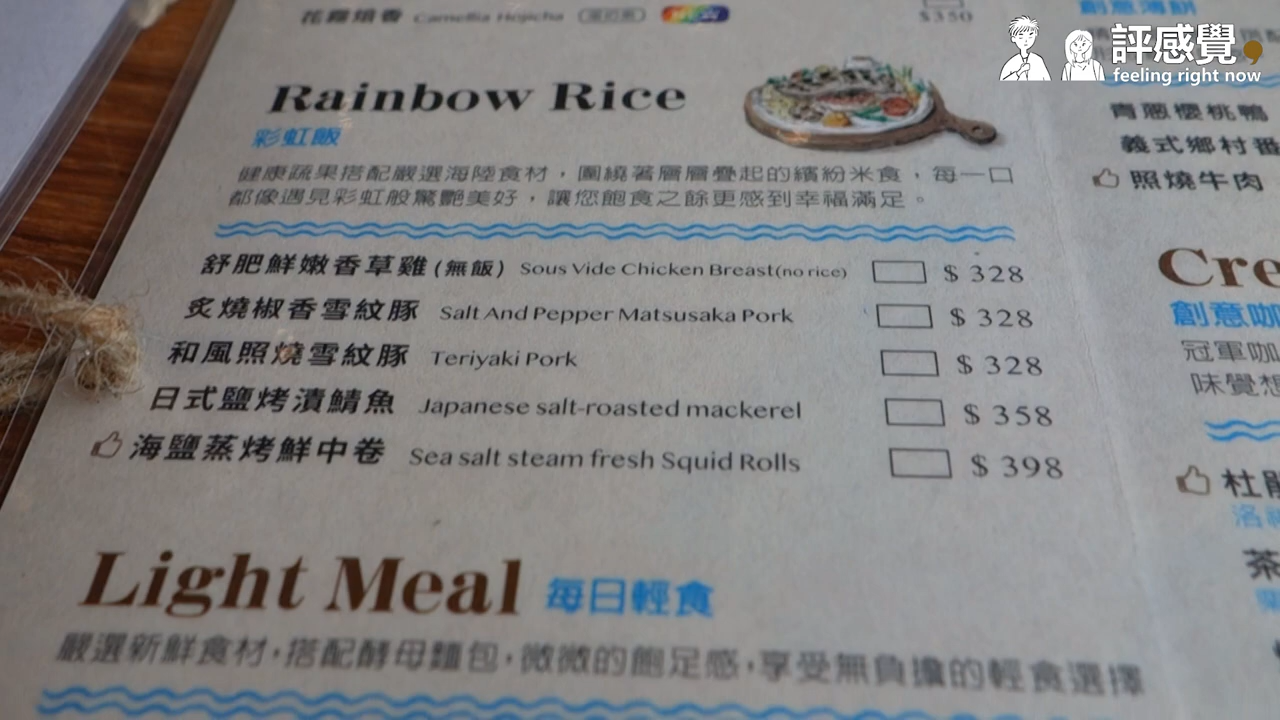 花霧焙香 Camellia Hojicha
$350
Rainbow Rice
彩虹飯
健康蔬果搭配嚴選海陸食材，圍繞著層層疊起的繽紛米食，每一口
都像遇見彩虹般驚艷美好，讓您飽食之餘更感到幸福滿足。
舒肥鮮嫩香草雞(無飯) Sous Vide Chicken Breast(no rice) $ 328
炙燒椒香雪紋豚 Salt And Pepper Matsusaka Pork $ 328
和風照燒雪紋豚 Teriyaki Pork $ 328
日式鹽烤漬鯖魚 Japanese salt-roasted mackerel $ 358
海鹽蒸烤鮮中卷 Sea salt steam fresh Squid Rolls $ 398
Light Meal 每日輕食
嚴選新鮮食材，搭配酵母麵包，微微的飽足感，享受無負擔的輕食選擇
創意薄餅
青蔥櫻桃鴨
義式鄉村番
照燒牛肉
Cre
創意咖
冠軍咖
味覺想
杜
洛
茶
評感覺，
feeling right now